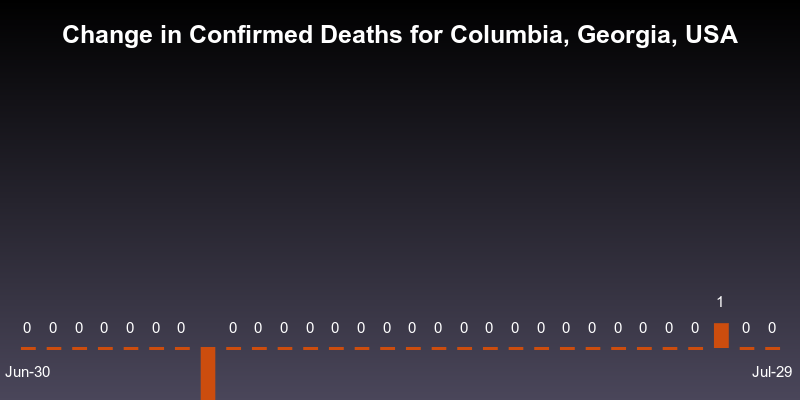 Change in Confirmed Deaths for Columbia, Georgia, USA
1
0 0 0 0 0 0 0 0 0 0 0 0 0 0 0 0 0 0 0 0 0 0 0 0 0 0 0 0
Jun-30 Jul-29